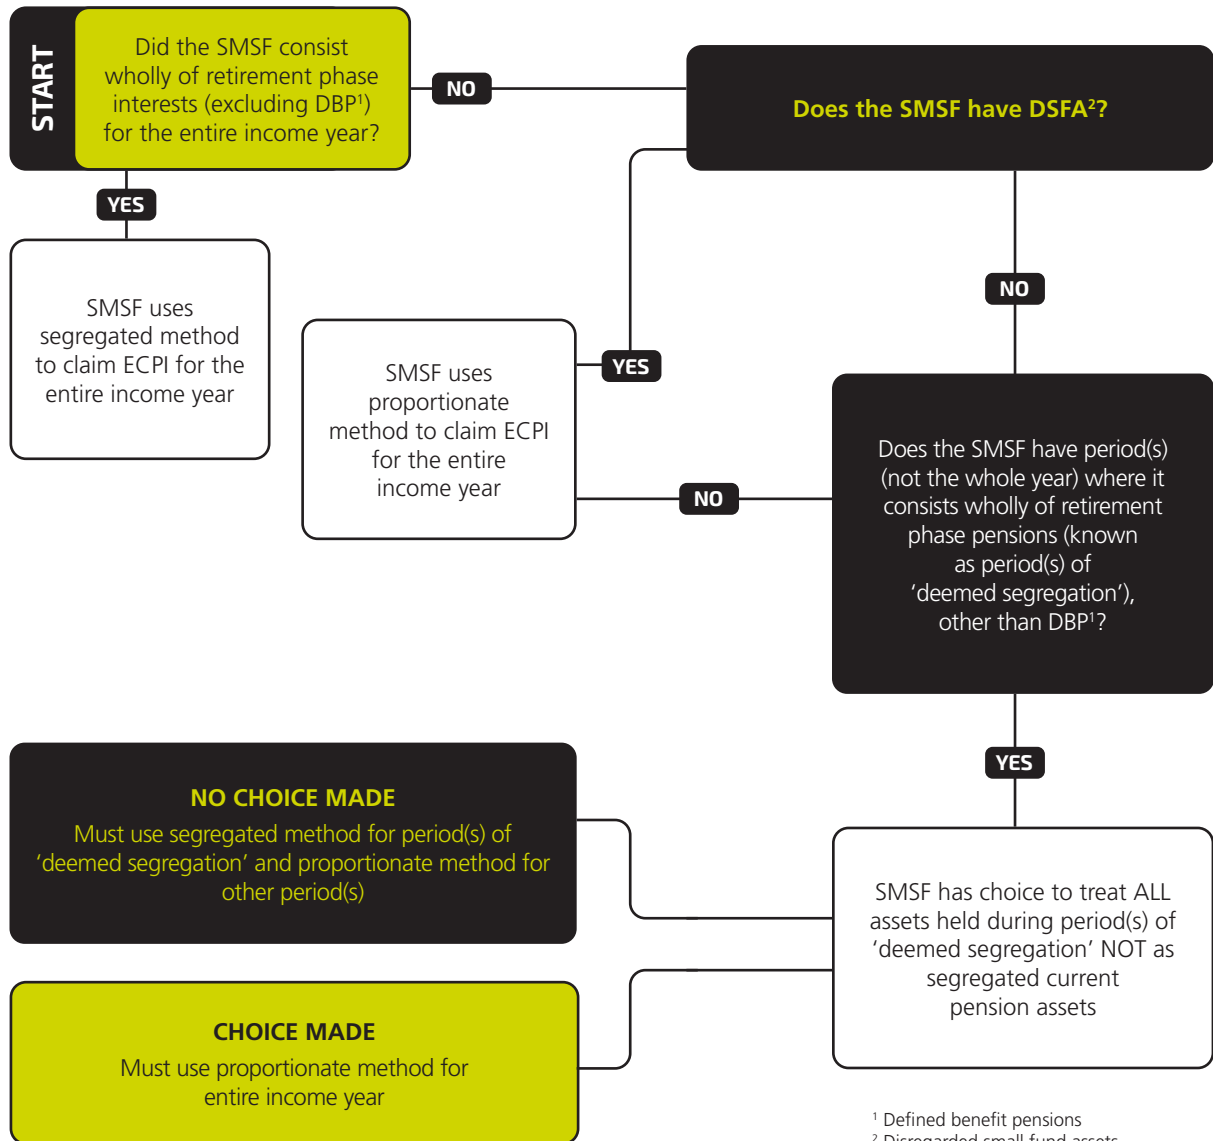 START
Did the SMSF consist
wholly of retirement phase
interests (excluding DBP¹)
for the entire income year?
NO
Does the SMSF have DSFA²?
YES
SMSF uses
segregated method
to claim ECPI for the
entire income year
NO
YES
SMSF uses
proportionate
method to claim ECPI
for the entire
income year
NO
Does the SMSF have period(s)
(not the whole year) where it
consists wholly of retirement
phase pensions (known
as period(s) of
‘deemed segregation’),
other than DBP¹?
YES
NO CHOICE MADE
Must use segregated method for period(s) of
‘deemed segregation’ and proportionate method for
other period(s)
SMSF has choice to treat ALL
assets held during period(s) of
‘deemed segregation’ NOT as
segregated current
pension assets
CHOICE MADE
Must use proportionate method for
entire income year
¹ Defined benefit pensions
² Disregarded small fund assets